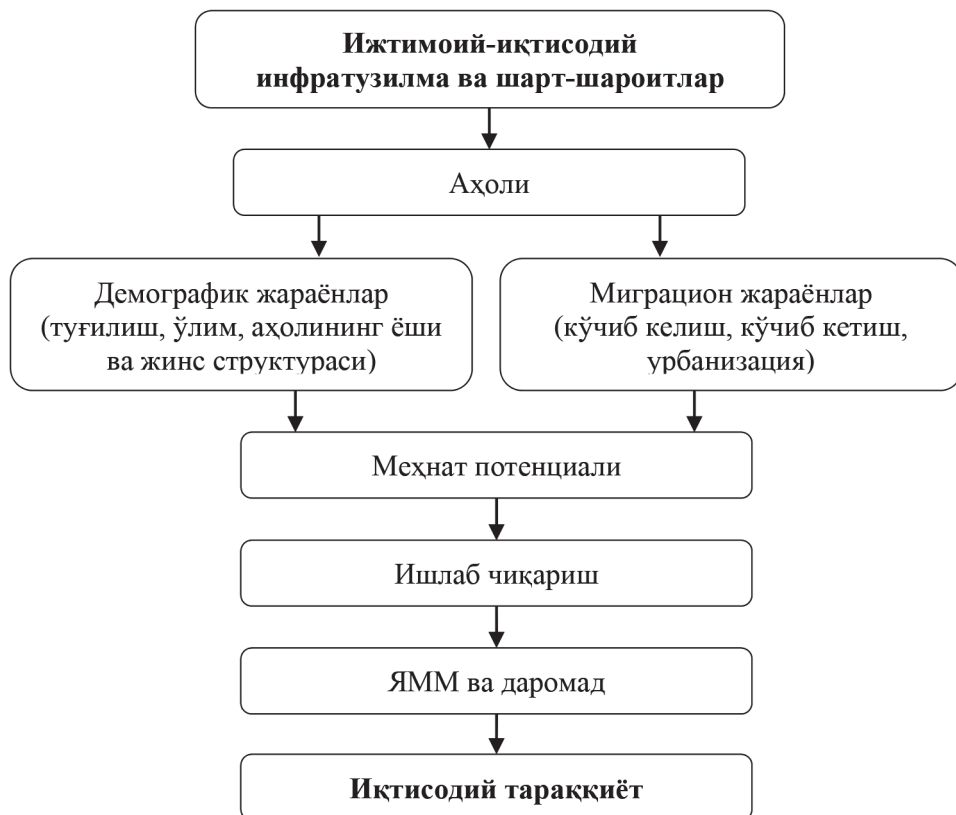 Ижтимоий-иқтисодий
инфратузилма ва шарт-шароитлар
Аҳоли
Демографик жараёнлар
(туғилиш, ўлим, аҳолининг ёши
ва жинс структураси)
Миграцион жараёнлар
(кўчиб келиш, кўчиб кетиш,
урбанизация)
Меҳнат потенциали
Ишлаб чиқариш
ЯММ ва даромад
Иқтисодий тараққиёт